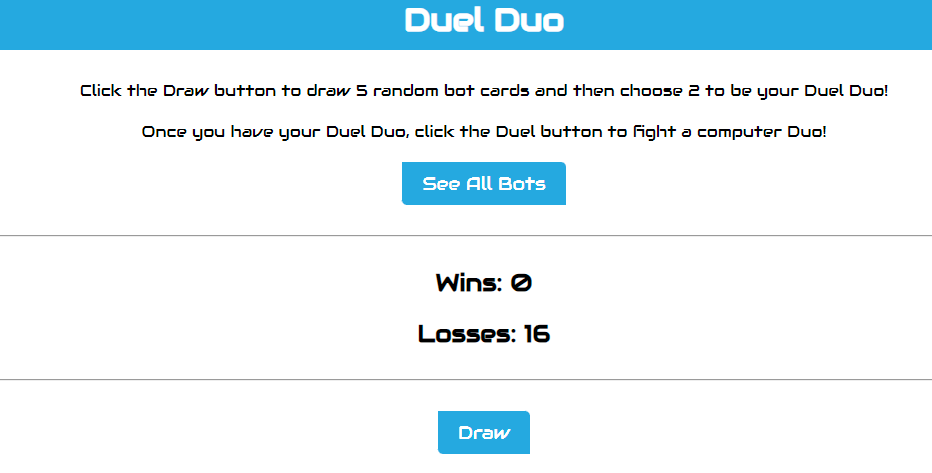 Duel Duo
Click the Draw button to draw 5 random bot cards and then choose 2 to be your Duel Duo!
Once you have your Duel Duo, click the Duel button to fight a computer Duo!
See All Bots
Wins: 0
Losses: 16
Draw